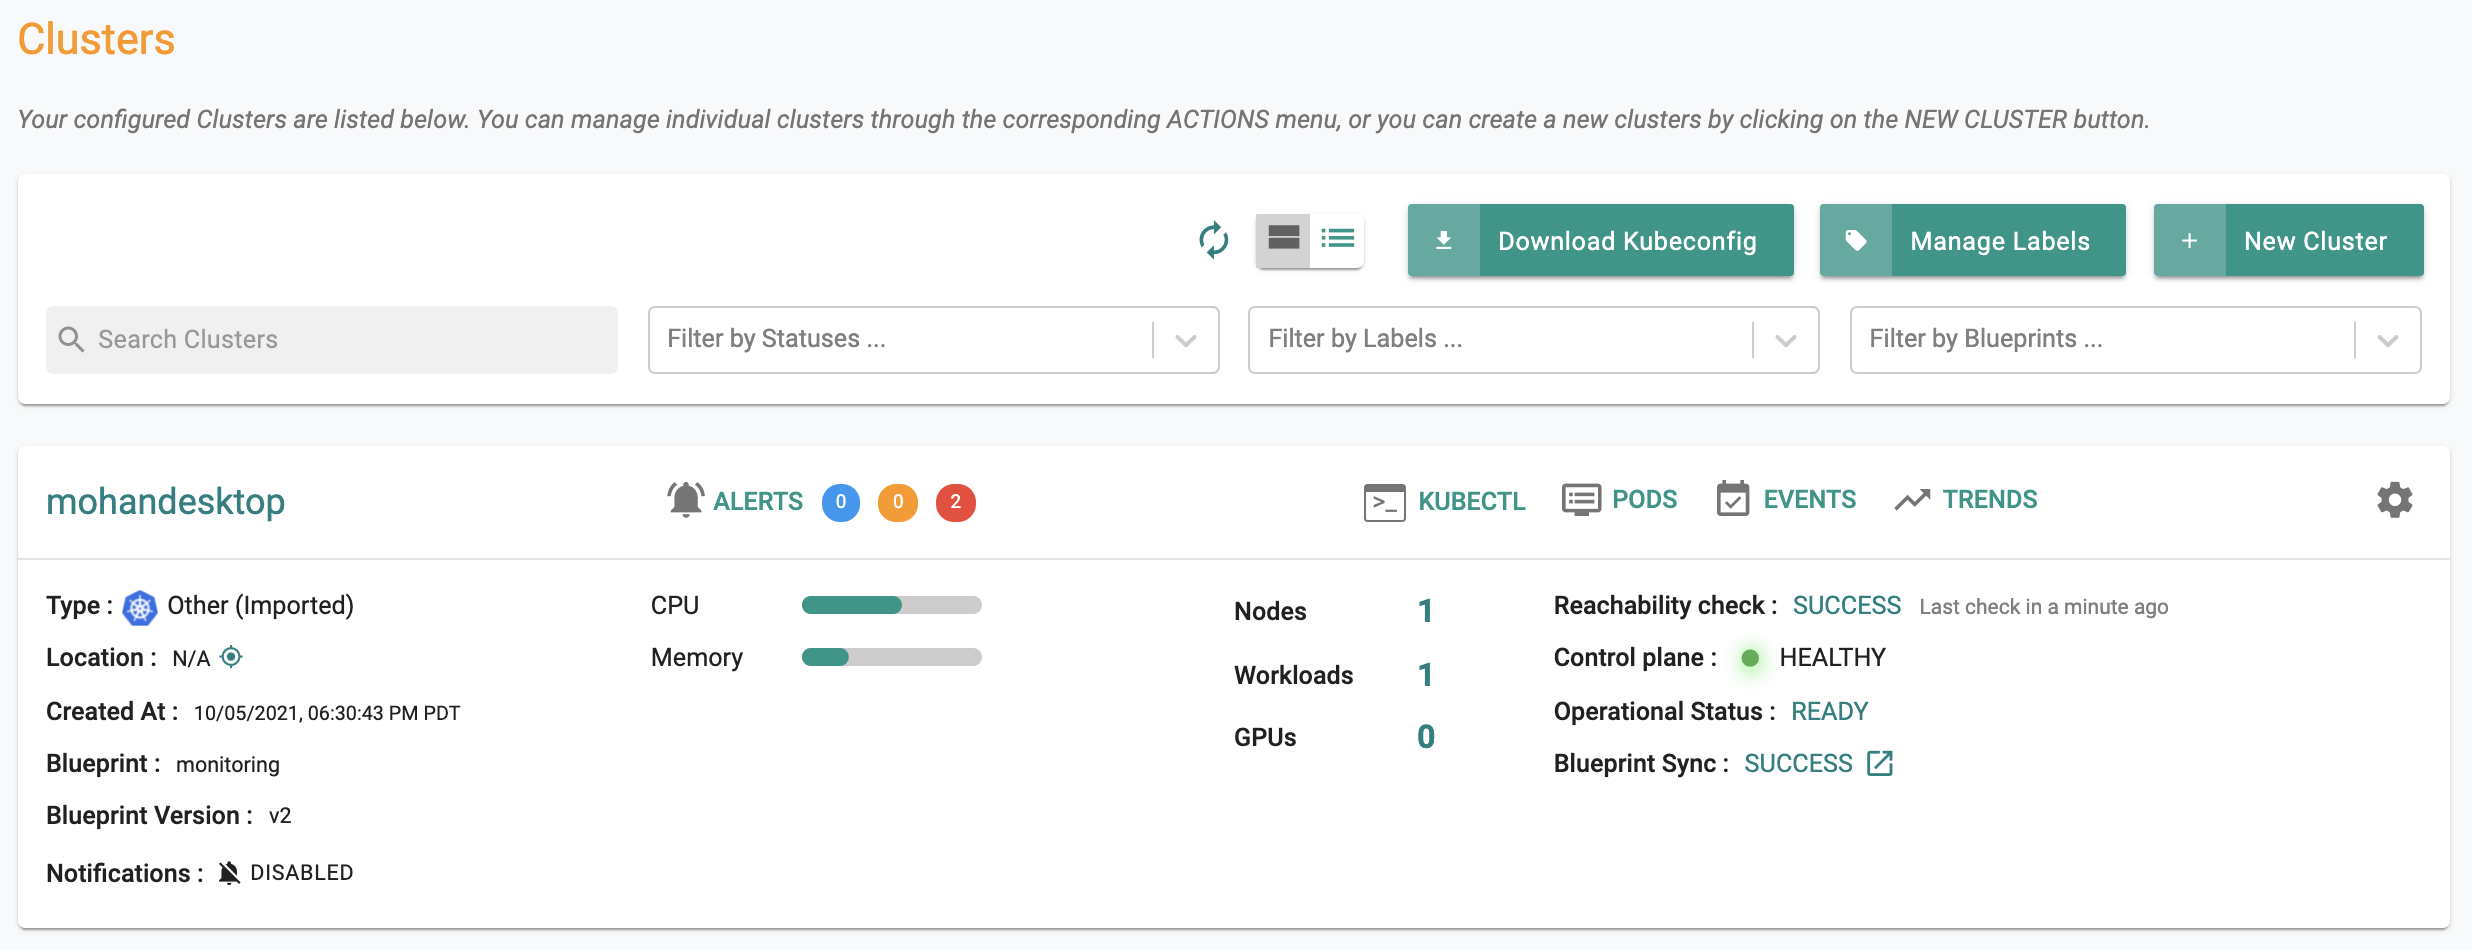 Clusters
Your configured Clusters are listed below. You can manage individual clusters through the corresponding ACTIONS menu, or you can create a new clusters by clicking on the NEW CLUSTER button.
Download Kubeconfig
Manage Labels
+ New Cluster
Search Clusters
Filter by Statuses ...
Filter by Labels ...
Filter by Blueprints ...
mohandesktop
ALERTS 0 0 2
>_ KUBECTL
PODS
EVENTS
TRENDS
Type : Other (Imported)
Location : N/A
Created At : 10/05/2021, 06:30:43 PM PDT
Blueprint : monitoring
Blueprint Version : v2
Notifications : DISABLED
CPU
Memory
Nodes 1
Workloads 1
GPUs 0
Reachability check : SUCCESS Last check in a minute ago
Control plane : HEALTHY
Operational Status : READY
Blueprint Sync : SUCCESS